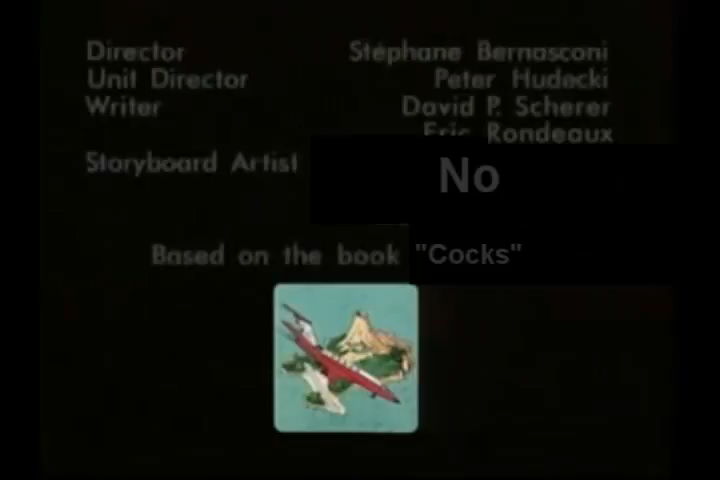 Director Stéphane Bernasconi
Unit Director Peter Hudecki
Writer David P. Scherer
Eric Rondeaux
Storyboard Artist No
Based on the book "Cocks"